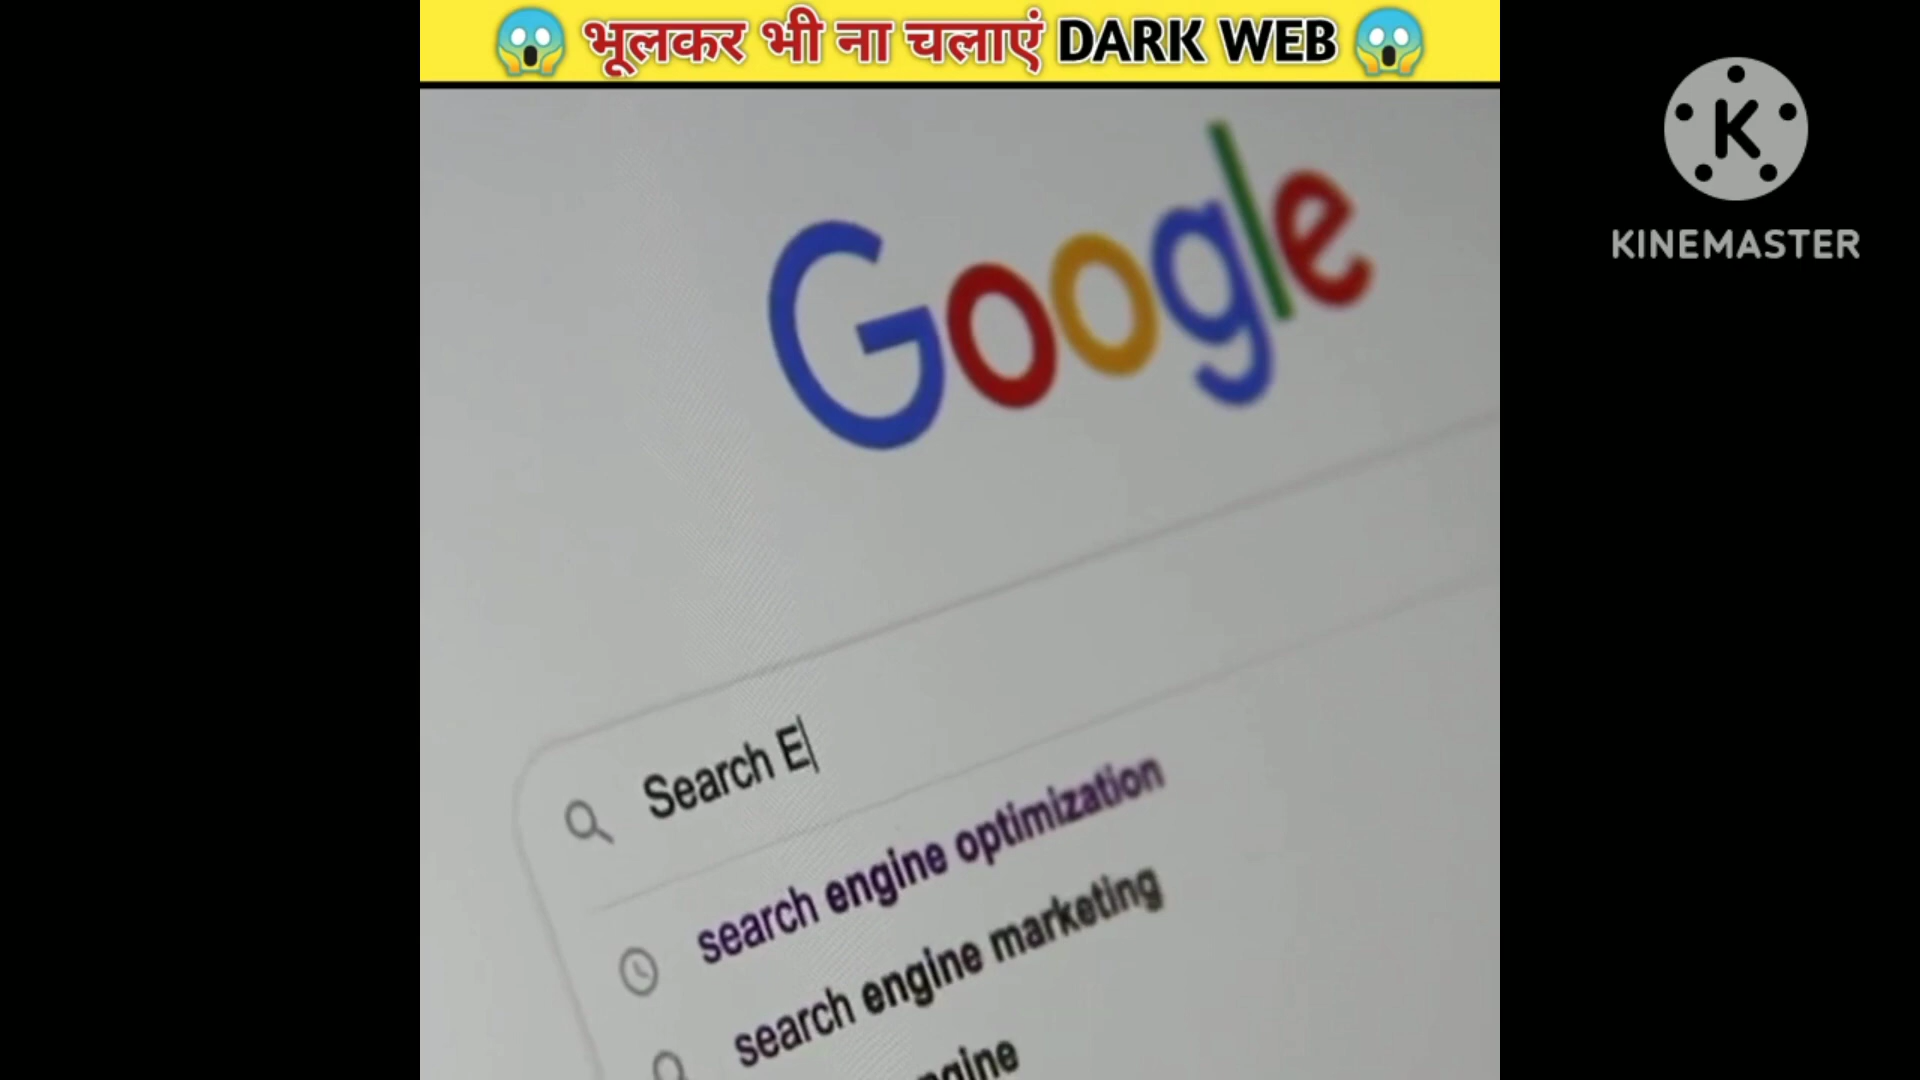 😱 भूलकर भी ना चलाएं DARK WEB 😱
Google
K
KINEMASTER
Search E
search engine optimization
search engine marketing